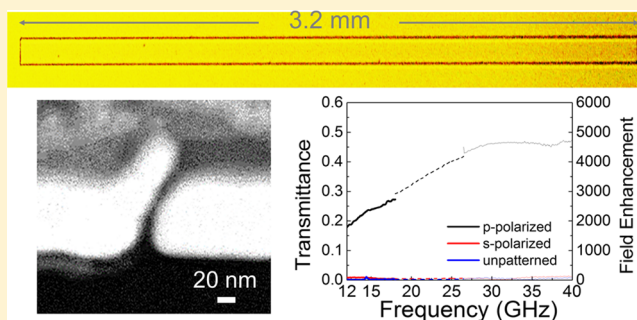 3.2 mm
20 nm
Transmittance
0.6
0.5
0.4
0.3
0.2
0.1
0.0
6000
5000
4000
3000
2000
1000
0
Field Enhancement
p-polarized
s-polarized
unpatterned
12 15 20 25 30 35 40
Frequency (GHz)